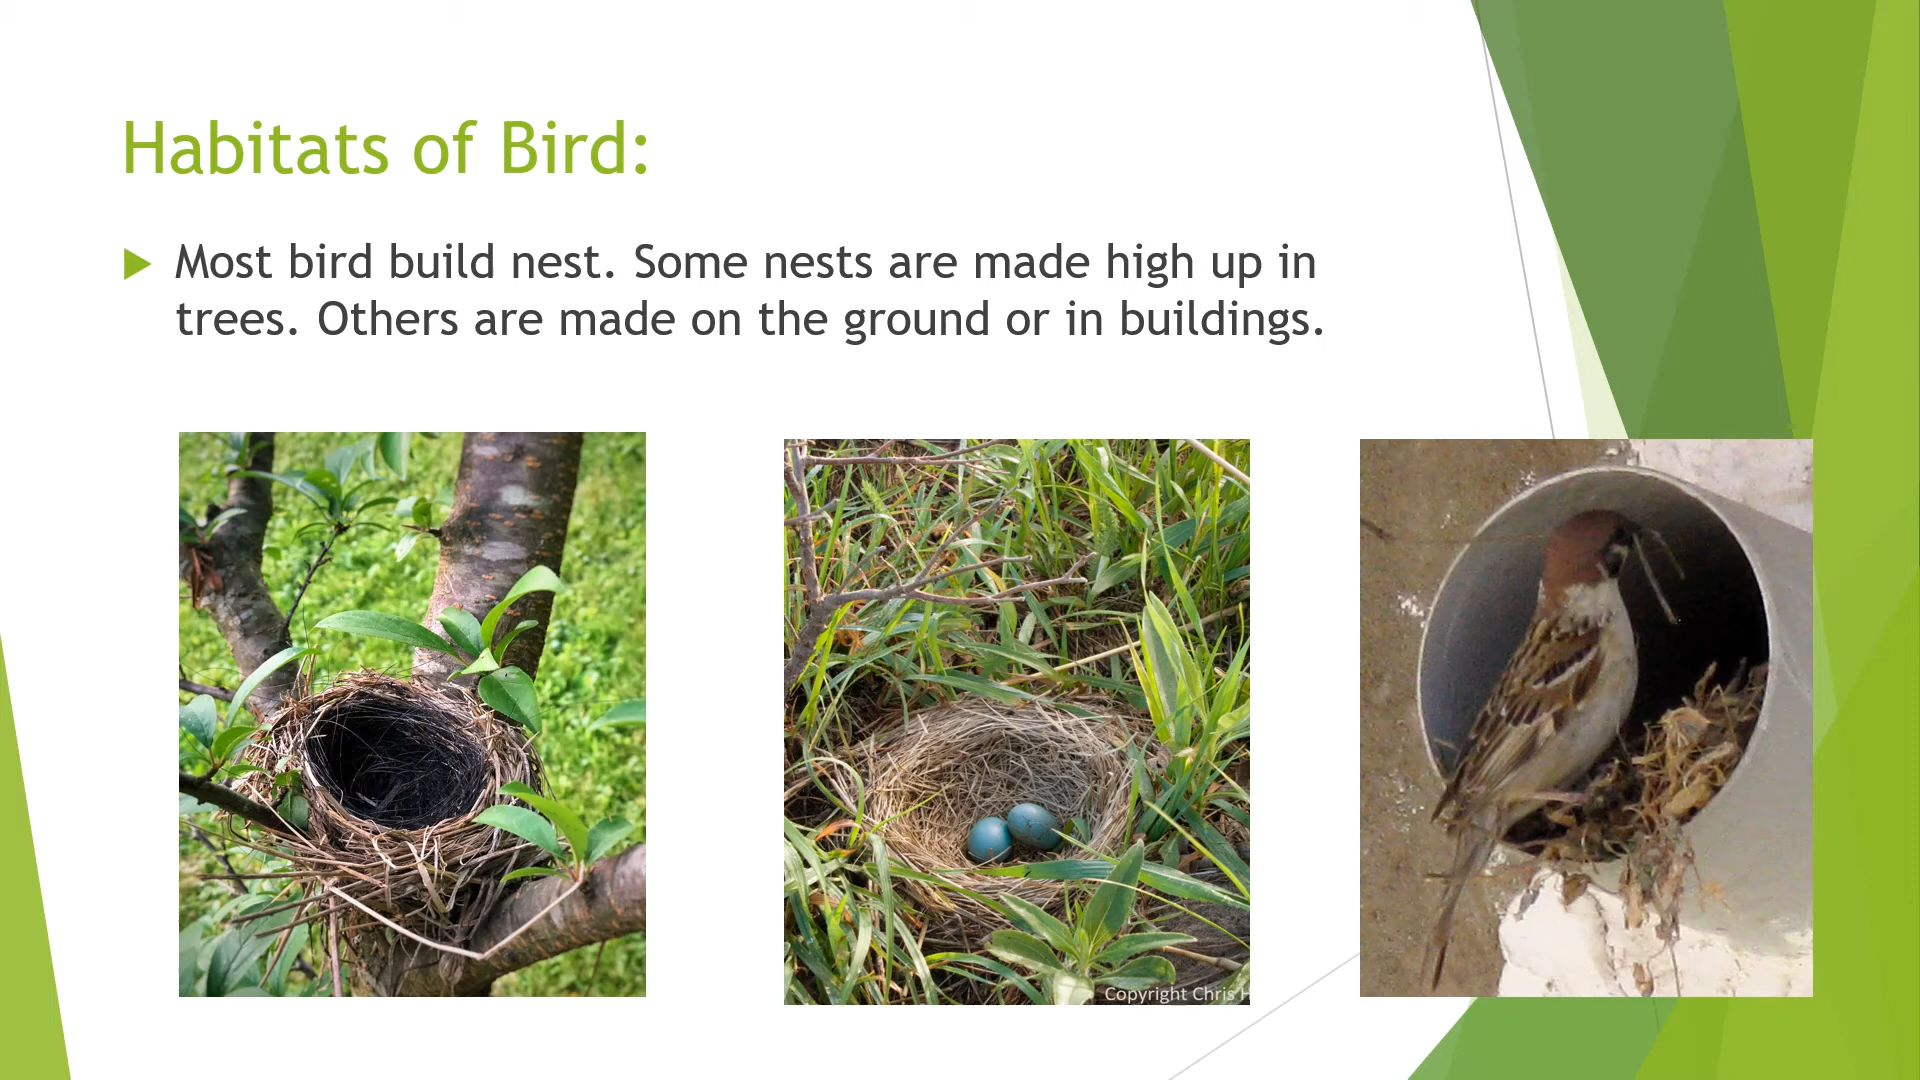 Habitats of Bird:
Most bird build nest. Some nests are made high up in
trees. Others are made on the ground or in buildings.
Copyright Chris H